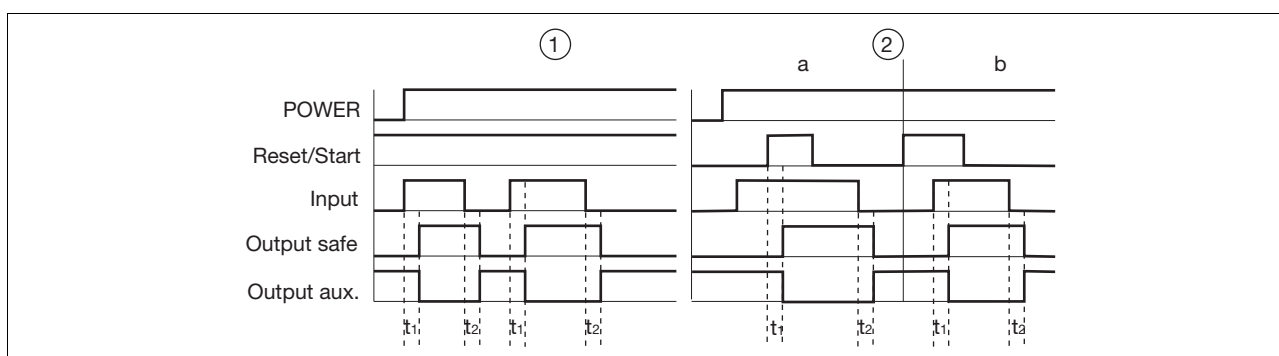 1 2
a b
POWER
Reset/Start
Input
Output safe
Output aux.
t1 t2 t1 t2 t1 t2 t1 t2